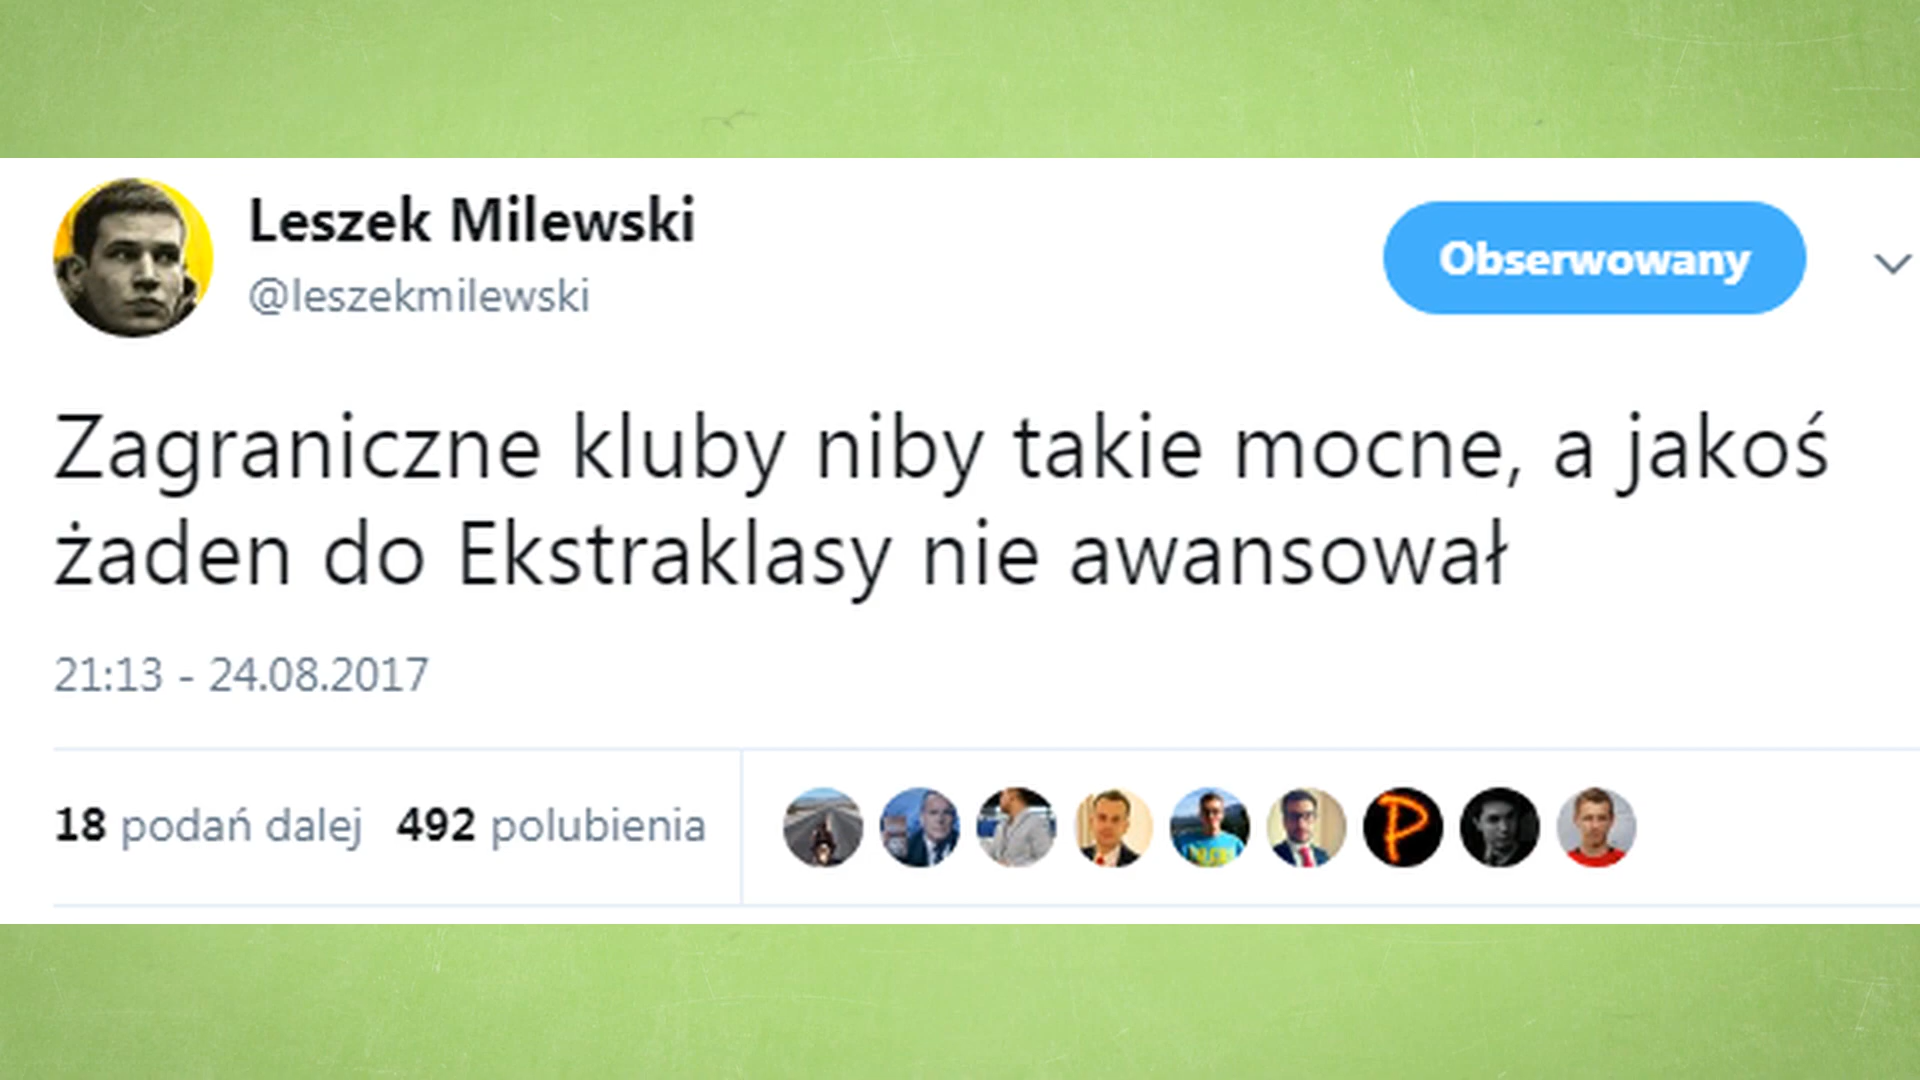 Leszek Milewski
@leszekmilewski
Obserwowany
Zagraniczne kluby niby takie mocne, a jakoś
żaden do Ekstraklasy nie awansował
21:13 - 24.08.2017
18 podań dalej 492 polubienia
P